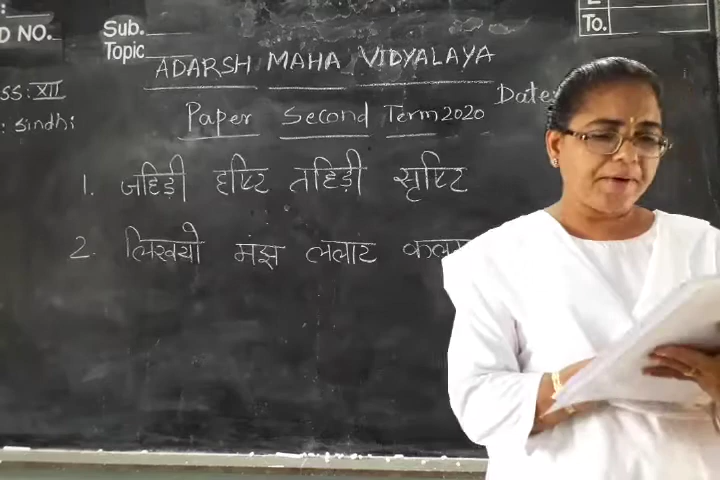 D NO.
Sub.
Topic
To.
ADARSH MAHA VIDYALAYA
SS: XII
Date
: Sindhi
Paper Second Term 2020
1. जहिड़ी दृष्टि तहिड़ी सृष्टि
2. लिखयो मंझ ललाट